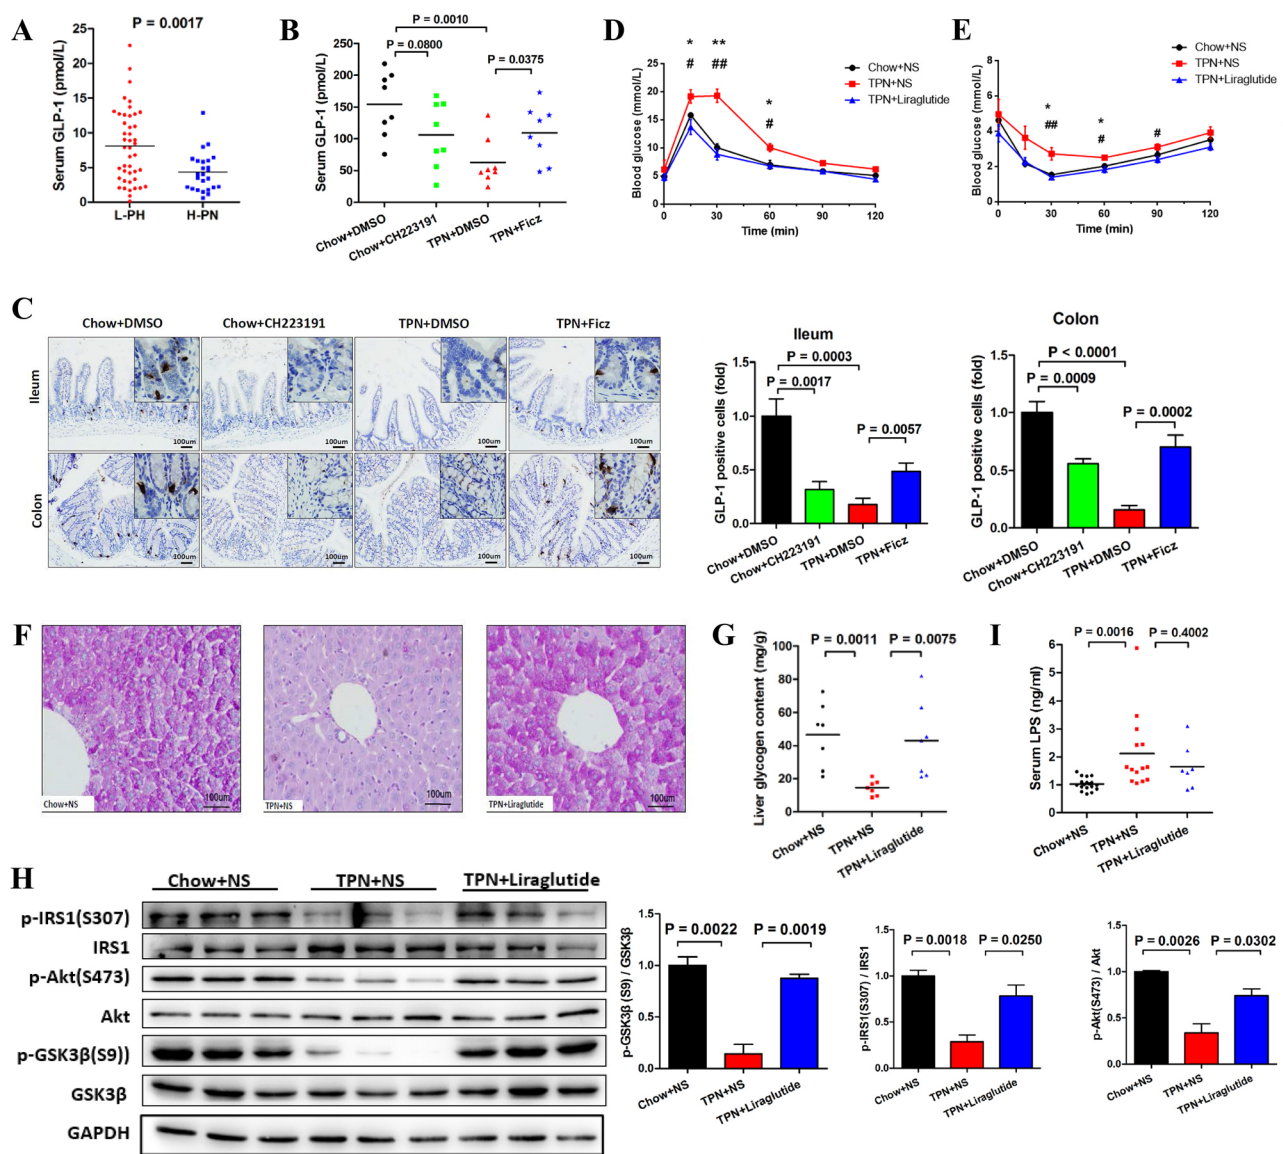 A
P = 0.0017
Serum GLP-1 (pmol/L)
25
20
15
10
5
0
L-PH
H-PN
B
P = 0.0010
P = 0.0800
P = 0.0375
Serum GLP-1 (pmol/L)
250
200
150
100
50
0
Chow+DMSO
Chow+CH223191
TPN+DMSO
TPN+Ficz
D
* ** *
# ## #
Chow+NS
TPN+NS
TPN+Liraglutide
Blood glucose (mmol/L)
25
20
15
10
5
0
0 30 60 90 120
Time (min)
E
Chow+NS
TPN+NS
TPN+Liraglutide
* *
## # #
Blood glucose (mmol/L)
8
6
4
2
0
0 30 60 90 120
Time (min)
C
Chow+DMSO
Chow+CH223191
TPN+DMSO
TPN+Ficz
Ileum
100um
100um
100um
100um
Colon
100um
100um
100um
100um
Ileum
P = 0.0003
P = 0.0017
P = 0.0057
GLP-1 positive cells (fold)
1.5
1.0
0.5
0.0
Chow+DMSO
Chow+CH223191
TPN+DMSO
TPN+Ficz
Colon
P < 0.0001
P = 0.0009
P = 0.0002
GLP-1 positive cells (fold)
1.5
1.0
0.5
0.0
Chow+DMSO
Chow+CH223191
TPN+DMSO
TPN+Ficz
F
Chow+NS
100um
TPN+NS
100um
TPN+Liraglutide
100um
G
P = 0.0011
P = 0.0075
Liver glycogen content (mg/g)
100
80
60
40
20
0
Chow+NS
TPN+NS
TPN+Liraglutide
I
P = 0.0016
P = 0.4002
Serum LPS (ng/ml)
6
5
4
3
2
1
0
Chow+NS
TPN+NS
TPN+Liraglutide
H
Chow+NS
TPN+NS
TPN+Liraglutide
p-IRS1(S307)
IRS1
p-Akt(S473)
Akt
p-GSK3β(S9))
GSK3β
GAPDH
P = 0.0022
P = 0.0019
p-GSK3β (S9) / GSK3β
1.5
1.0
0.5
0.0
Chow+NS
TPN+NS
TPN+Liraglutide
P = 0.0018
P = 0.0250
p-IRS1(S307) / IRS1
1.5
1.0
0.5
0.0
Chow+NS
TPN+NS
TPN+Liraglutide
P = 0.0026
P = 0.0302
p-Akt(S473) / Akt
1.5
1.0
0.5
0.0
Chow+NS
TPN+NS
TPN+Liraglutide